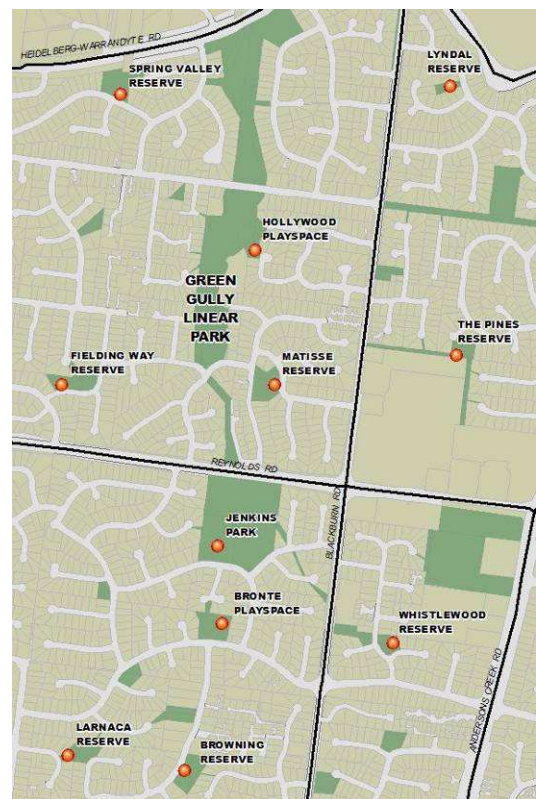 HEIDELBERG-WARRANDYTE RD
SPRING VALLEY
RESERVE
LYNDAL
RESERVE
HOLLYWOOD
PLAYSPACE
GREEN
GULLY
LINEAR
PARK
THE PINES
RESERVE
FIELDING WAY
RESERVE
MATISSE
RESERVE
REYNOLDS RD
BLACKBURN RD
JENKINS
PARK
BRONTE
PLAYSPACE
WHISTLEWOOD
RESERVE
ANDERSONS CREEK RD
LARNACA
RESERVE
BROWNING
RESERVE